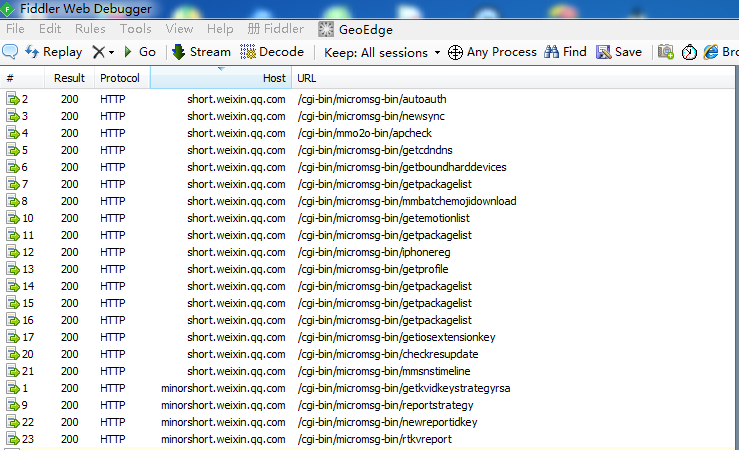 Fiddler Web Debugger
File Edit Rules Tools View Help 册 Fiddler GeoEdge
Replay Go Stream Decode Keep: All sessions Any Process Find Save
# Result Protocol Host URL
2 200 HTTP short.weixin.qq.com /cgi-bin/micromsg-bin/autoauth
3 200 HTTP short.weixin.qq.com /cgi-bin/micromsg-bin/newsync
4 200 HTTP short.weixin.qq.com /cgi-bin/mmo2o-bin/apcheck
5 200 HTTP short.weixin.qq.com /cgi-bin/micromsg-bin/getcdndns
6 200 HTTP short.weixin.qq.com /cgi-bin/micromsg-bin/getboundharddevices
7 200 HTTP short.weixin.qq.com /cgi-bin/micromsg-bin/getpackagelist
8 200 HTTP short.weixin.qq.com /cgi-bin/micromsg-bin/mmbatchemojidownload
10 200 HTTP short.weixin.qq.com /cgi-bin/micromsg-bin/getemotionlist
11 200 HTTP short.weixin.qq.com /cgi-bin/micromsg-bin/getpackagelist
12 200 HTTP short.weixin.qq.com /cgi-bin/micromsg-bin/iphonereg
13 200 HTTP short.weixin.qq.com /cgi-bin/micromsg-bin/getprofile
14 200 HTTP short.weixin.qq.com /cgi-bin/micromsg-bin/getpackagelist
15 200 HTTP short.weixin.qq.com /cgi-bin/micromsg-bin/getpackagelist
16 200 HTTP short.weixin.qq.com /cgi-bin/micromsg-bin/getpackagelist
17 200 HTTP short.weixin.qq.com /cgi-bin/micromsg-bin/getiosextensionkey
20 200 HTTP short.weixin.qq.com /cgi-bin/micromsg-bin/checkresupdate
21 200 HTTP short.weixin.qq.com /cgi-bin/micromsg-bin/mmsnstimeline
1 200 HTTP minorshort.weixin.qq.com /cgi-bin/micromsg-bin/getkvidkeystrategyrsa
9 200 HTTP minorshort.weixin.qq.com /cgi-bin/micromsg-bin/reportstrategy
22 200 HTTP minorshort.weixin.qq.com /cgi-bin/micromsg-bin/newreportidkey
23 200 HTTP minorshort.weixin.qq.com /cgi-bin/micromsg-bin/rtkvreport